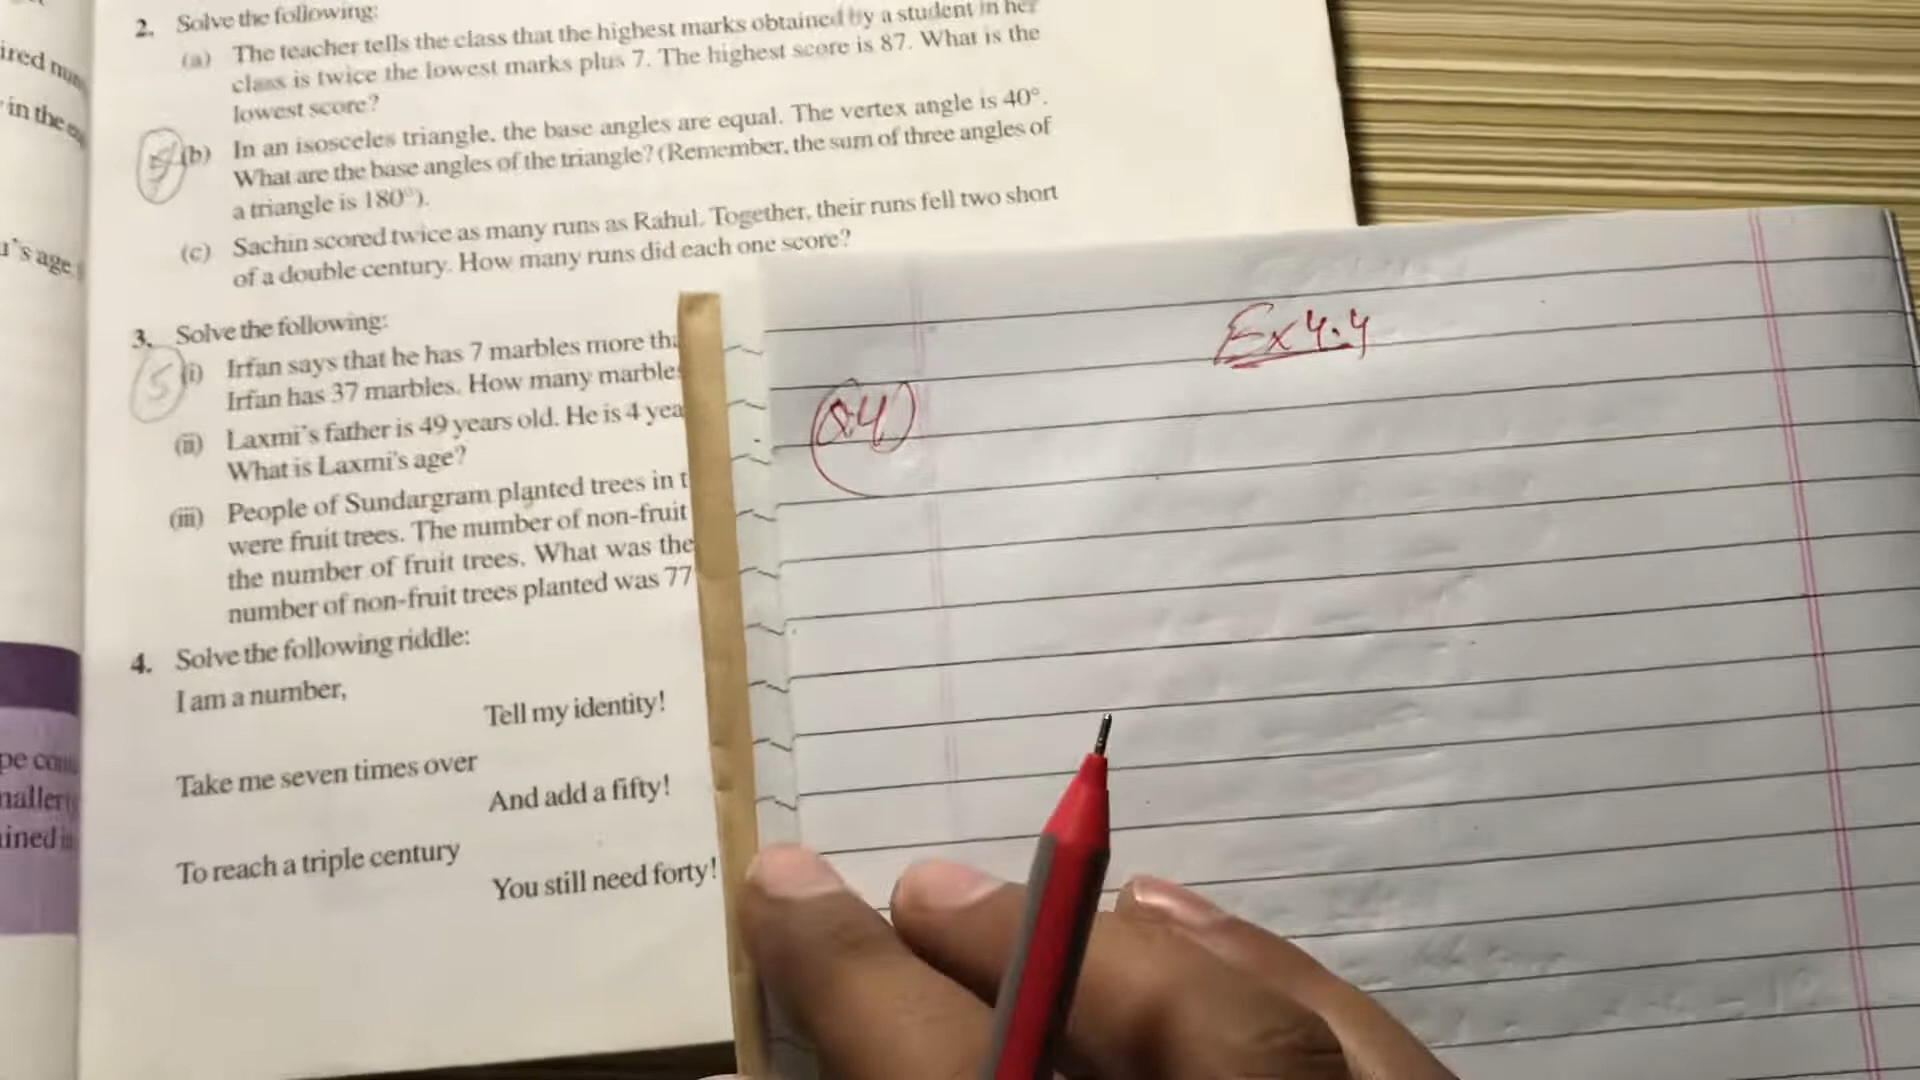 ired num
in the
's age
2. Solve the following:
(a) The teacher tells the class that the highest marks obtained by a student in her
class is twice the lowest marks plus 7. The highest score is 87. What is the
lowest score?
(b) In an isosceles triangle, the base angles are equal. The vertex angle is 40°.
What are the base angles of the triangle? (Remember, the sum of three angles of
a triangle is 180°).
(c) Sachin scored twice as many runs as Rahul. Together, their runs fell two short
of a double century. How many runs did each one score?
3. Solve the following:
5 (i) Irfan says that he has 7 marbles more tha
Irfan has 37 marbles. How many marbles
(ii) Laxmi's father is 49 years old. He is 4 yea
What is Laxmi's age?
(iii) People of Sundargram planted trees in t
were fruit trees. The number of non-fruit
the number of fruit trees. What was the
number of non-fruit trees planted was 77
4. Solve the following riddle:
I am a number,
Tell my identity!
Take me seven times over
And add a fifty!
To reach a triple century
You still need forty!
naller
ined
Ex 4.4
Q.4